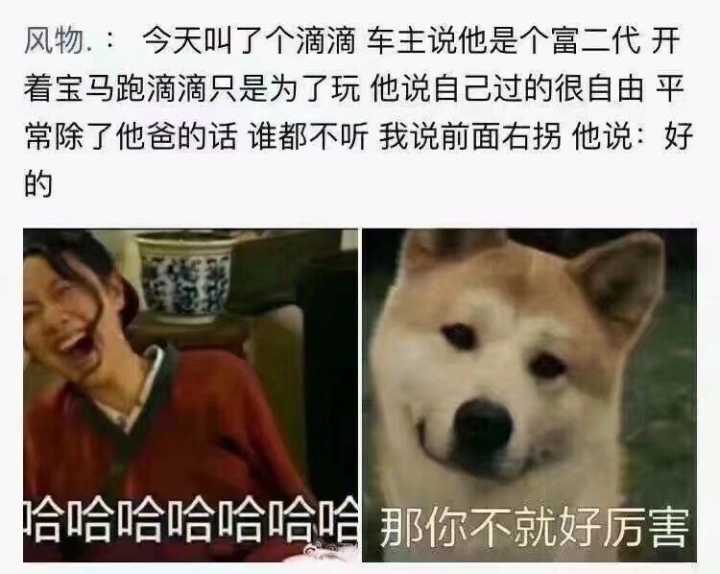 风物.： 今天叫了个滴滴 车主说他是个富二代 开
着宝马跑滴滴只是为了玩 他说自己过的很自由 平
常除了他爸的话 谁都不听 我说前面右拐 他说：好
的
哈哈哈哈哈哈哈
那你不就好厉害